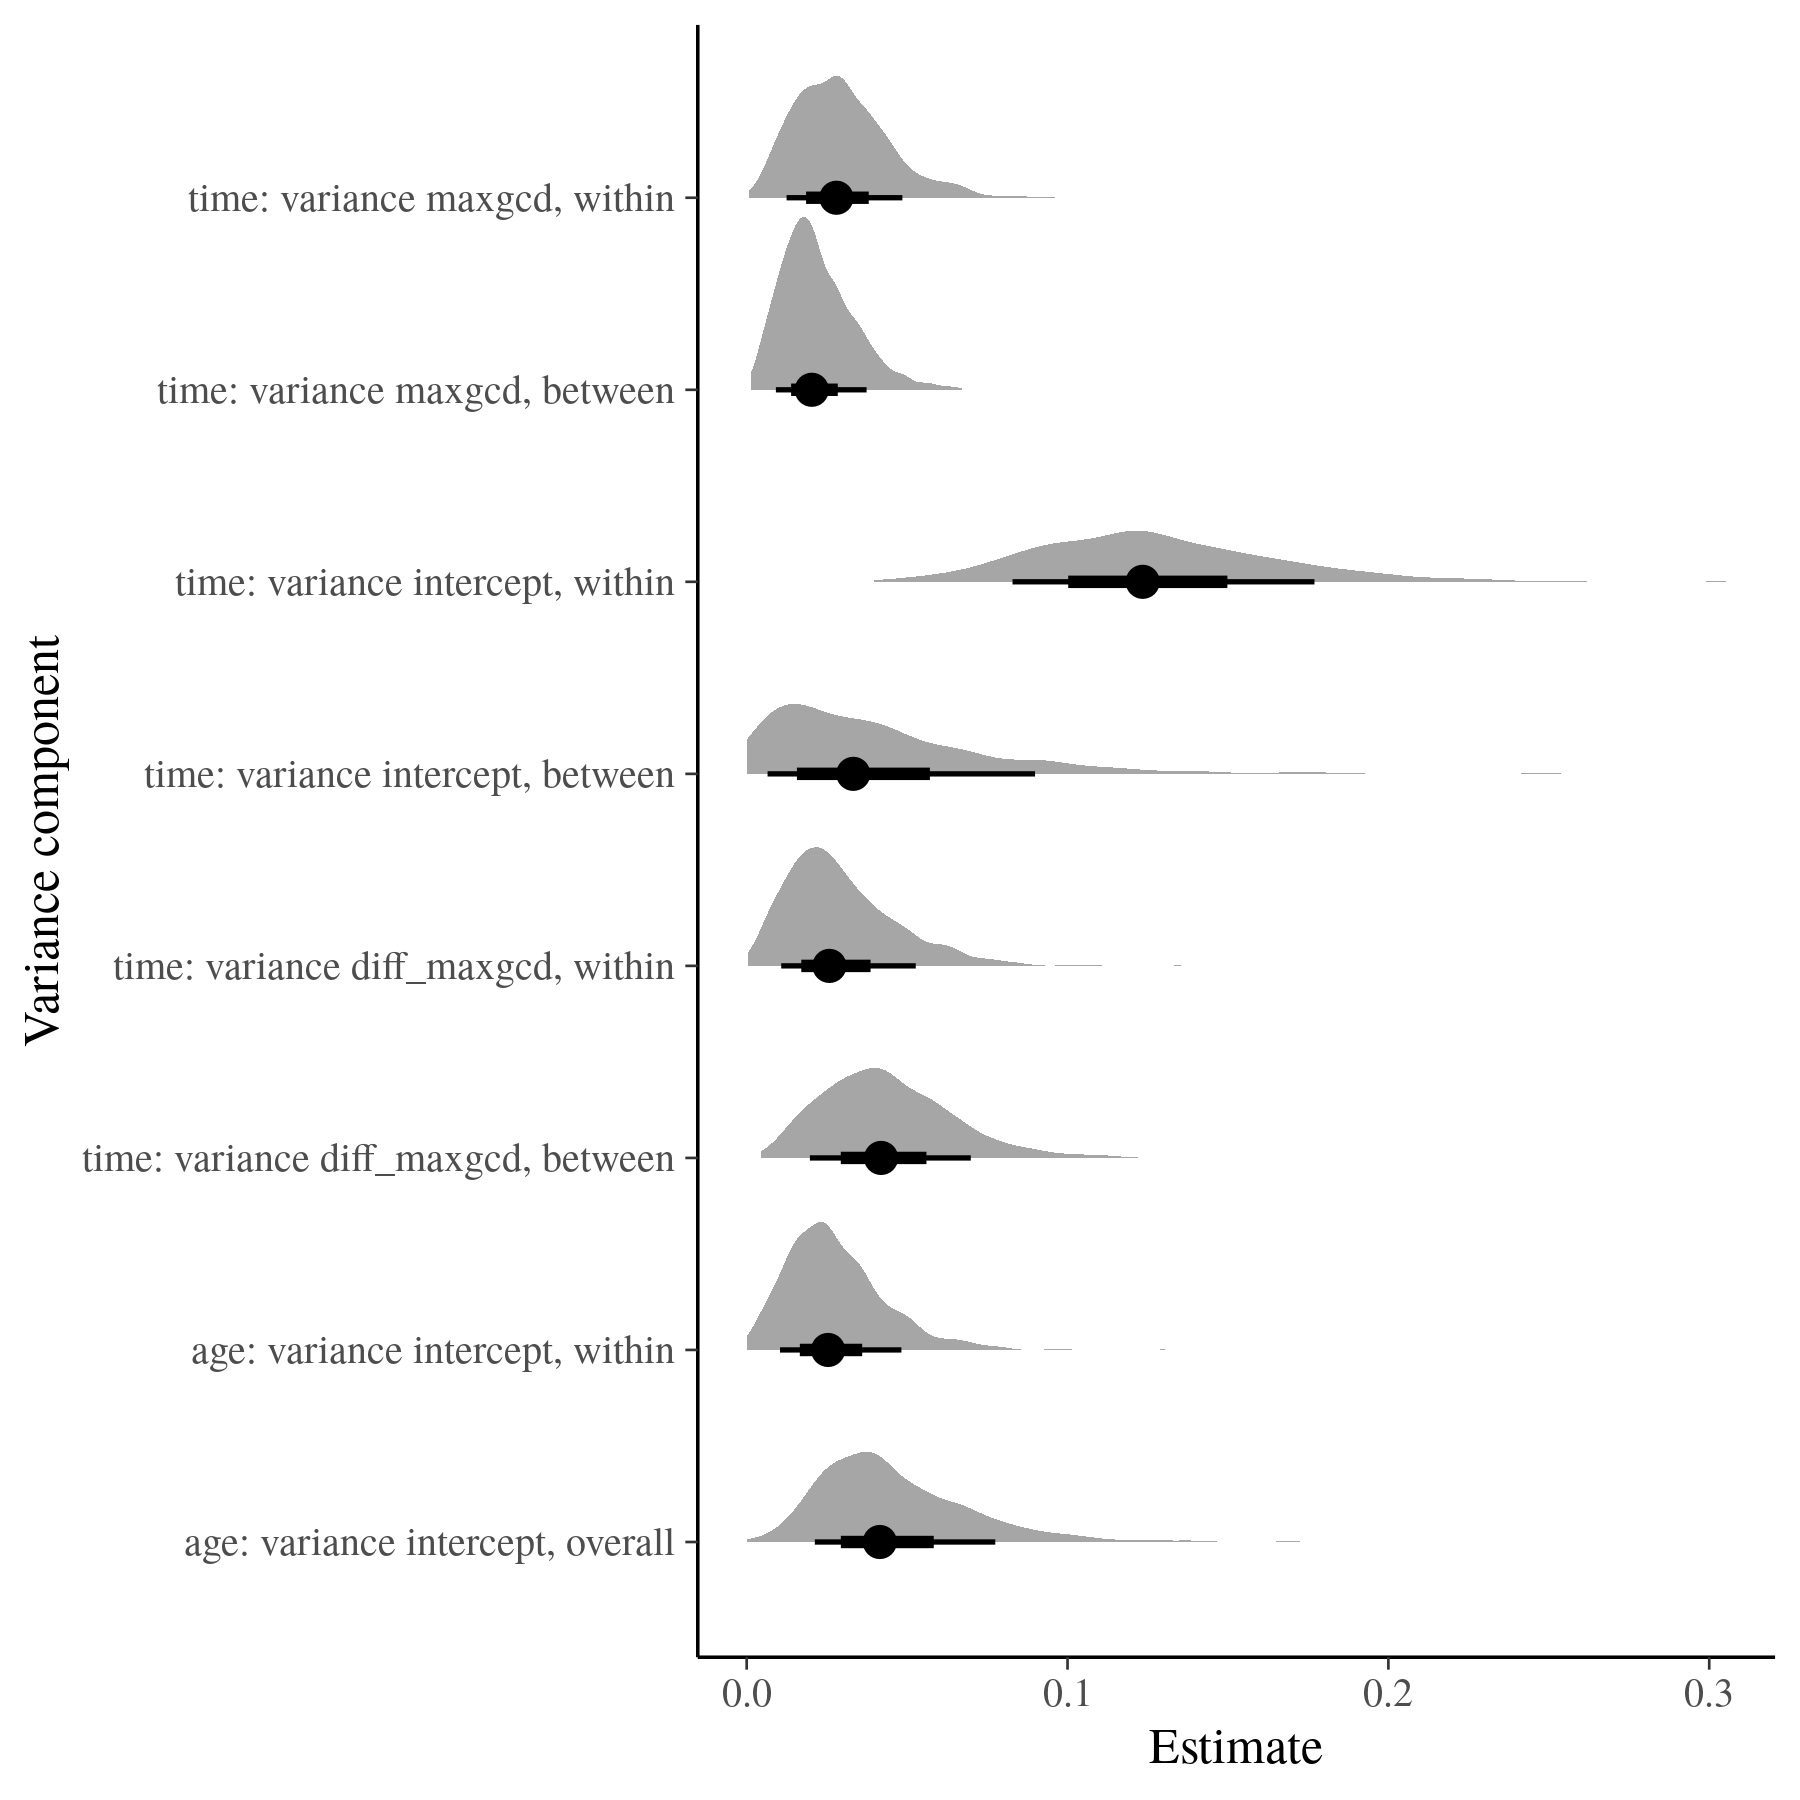 time: variance maxgcd, within
time: variance maxgcd, between
time: variance intercept, within
time: variance intercept, between
time: variance diff_maxgcd, within
time: variance diff_maxgcd, between
age: variance intercept, within
age: variance intercept, overall
Variance component
0.0 0.1 0.2 0.3
Estimate